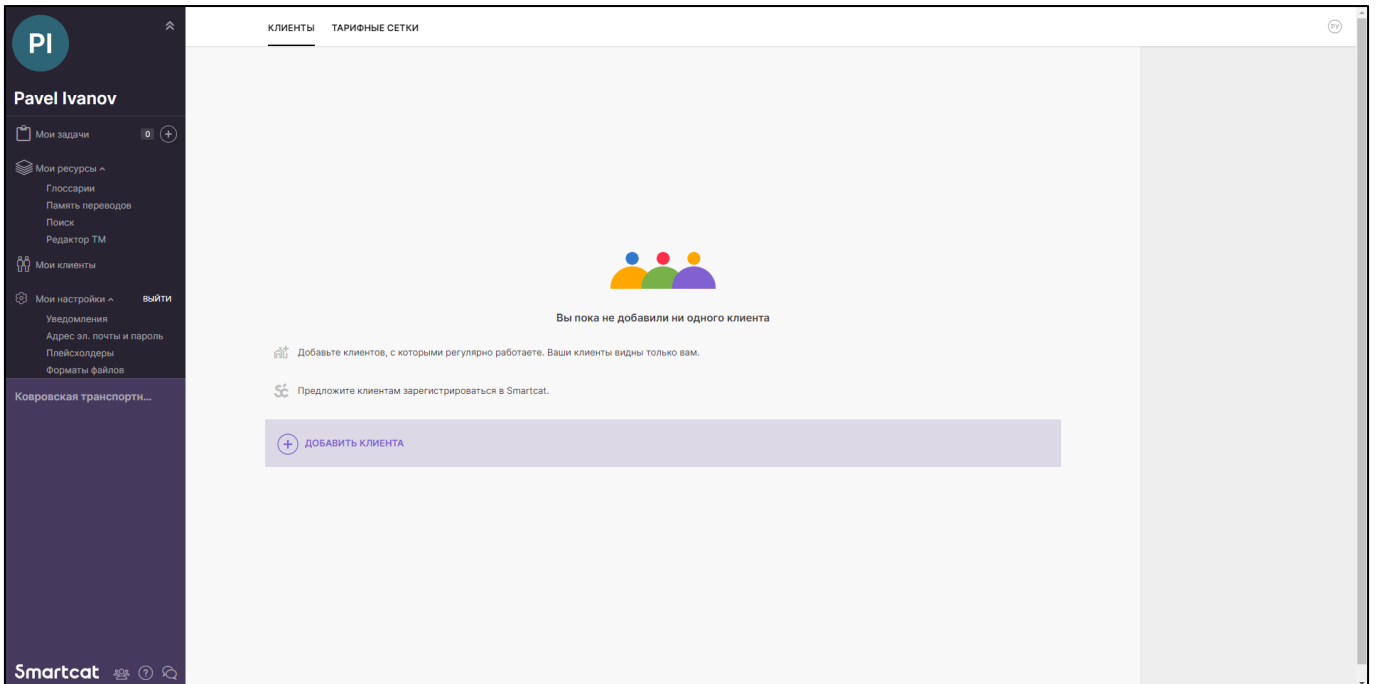 PI
Pavel Ivanov
Мои задачи 0
Мои ресурсы
Глоссарии
Память переводов
Поиск
Редактор ТМ
Мои клиенты
Мои настройки ВЫЙТИ
Уведомления
Адрес эл. почты и пароль
Плейсхолдеры
Форматы файлов
Ковровская транспортн...
Smartcat ?
КЛИЕНТЫ ТАРИФНЫЕ СЕТКИ
РУ
Вы пока не добавили ни одного клиента
Добавьте клиентов, с которыми регулярно работаете. Ваши клиенты видны только вам.
Sc Предложите клиентам зарегистрироваться в Smartcat.
+ ДОБАВИТЬ КЛИЕНТА